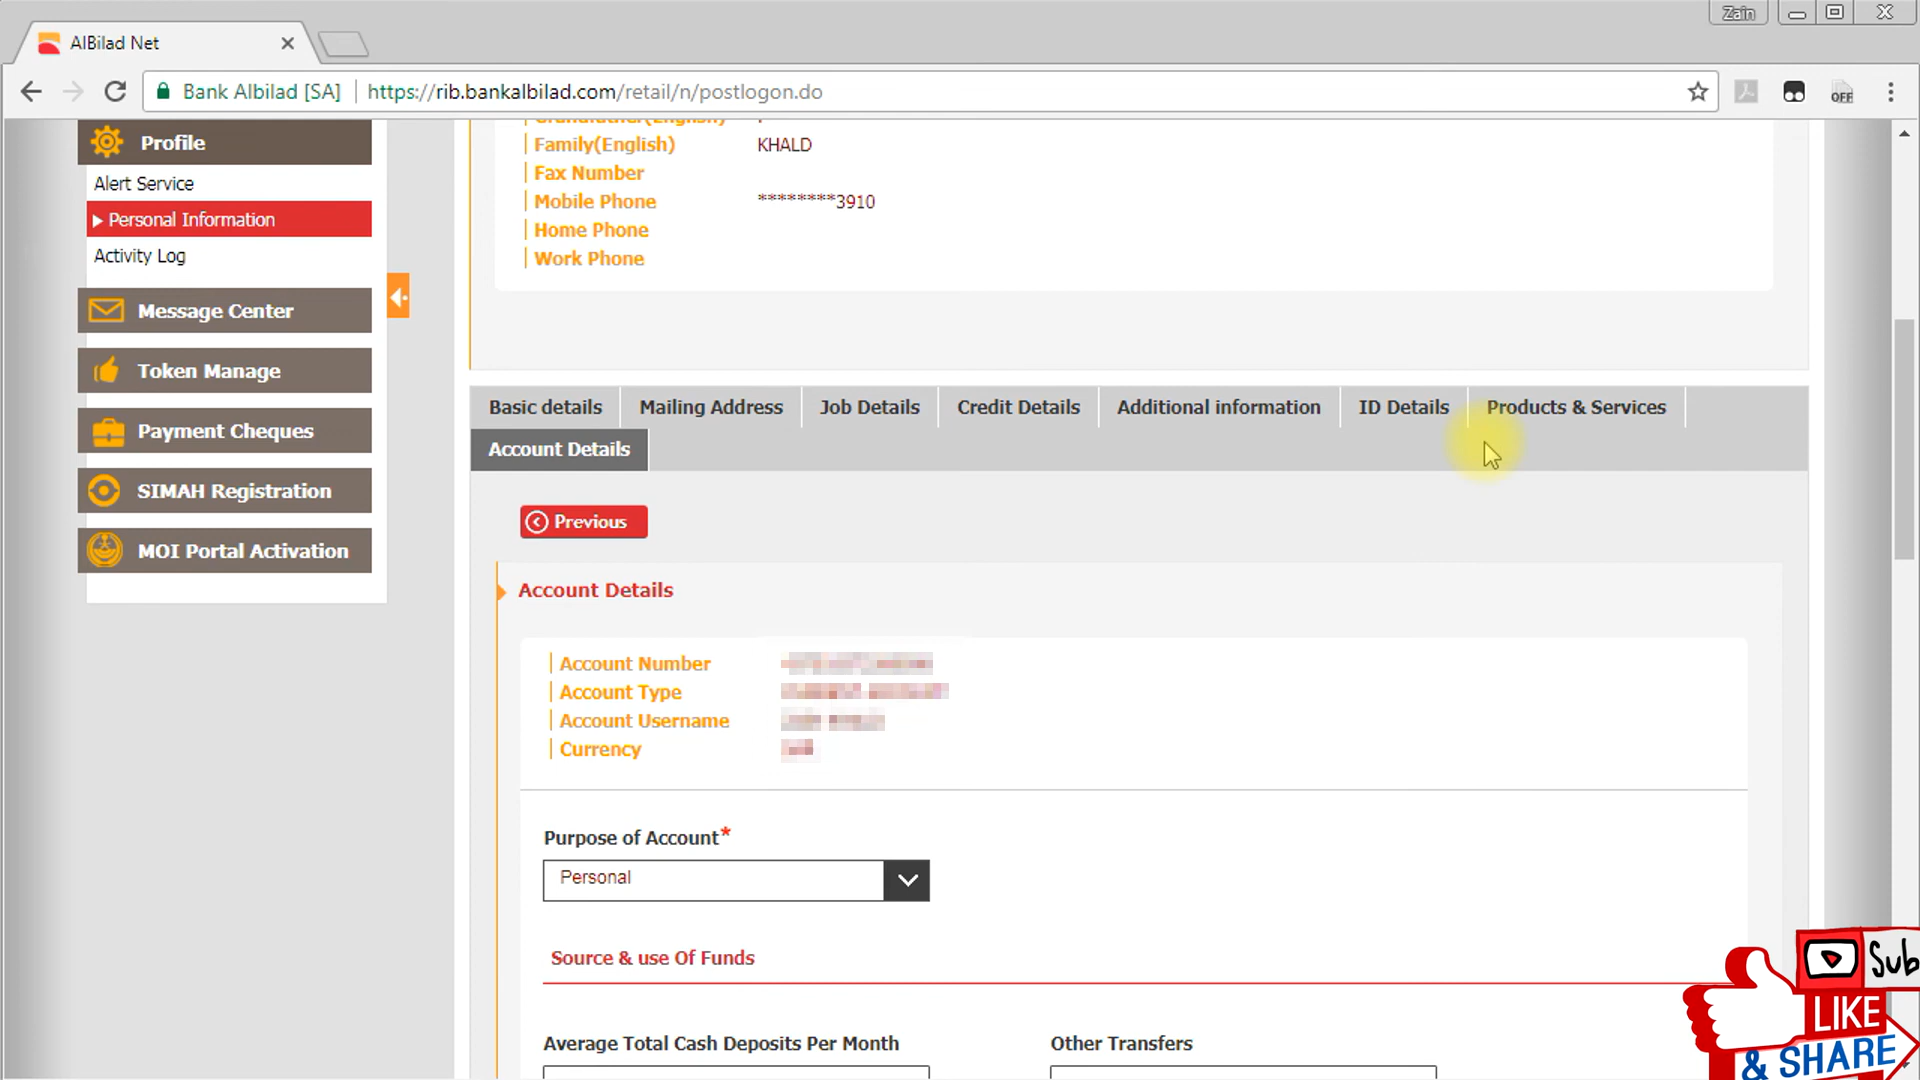 Zain
AlBilad Net
Bank Albilad [SA] https://rib.bankalbilad.com/retail/n/postlogon.do
OFF
Profile
Alert Service
Personal Information
Activity Log
Message Center
Token Manage
Payment Cheques
SIMAH Registration
MOI Portal Activation
Family(English) KHALD
Fax Number
Mobile Phone ********3910
Home Phone
Work Phone
Basic details Mailing Address Job Details Credit Details Additional information ID Details Products & Services
Account Details
Previous
Account Details
Account Number
Account Type
Account Username
Currency
Purpose of Account*
Personal
Source & use Of Funds
Average Total Cash Deposits Per Month Other Transfers
Sub
LIKE
& SHARE